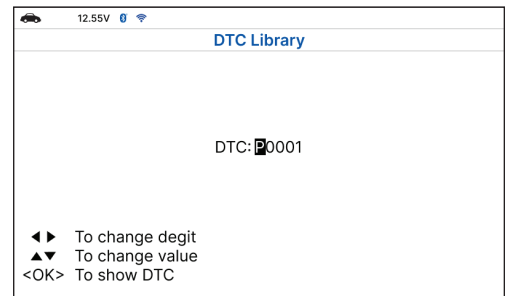 12.55V
DTC Library
DTC: P0001
◀ ▶ To change degit
▲▼ To change value
<OK> To show DTC